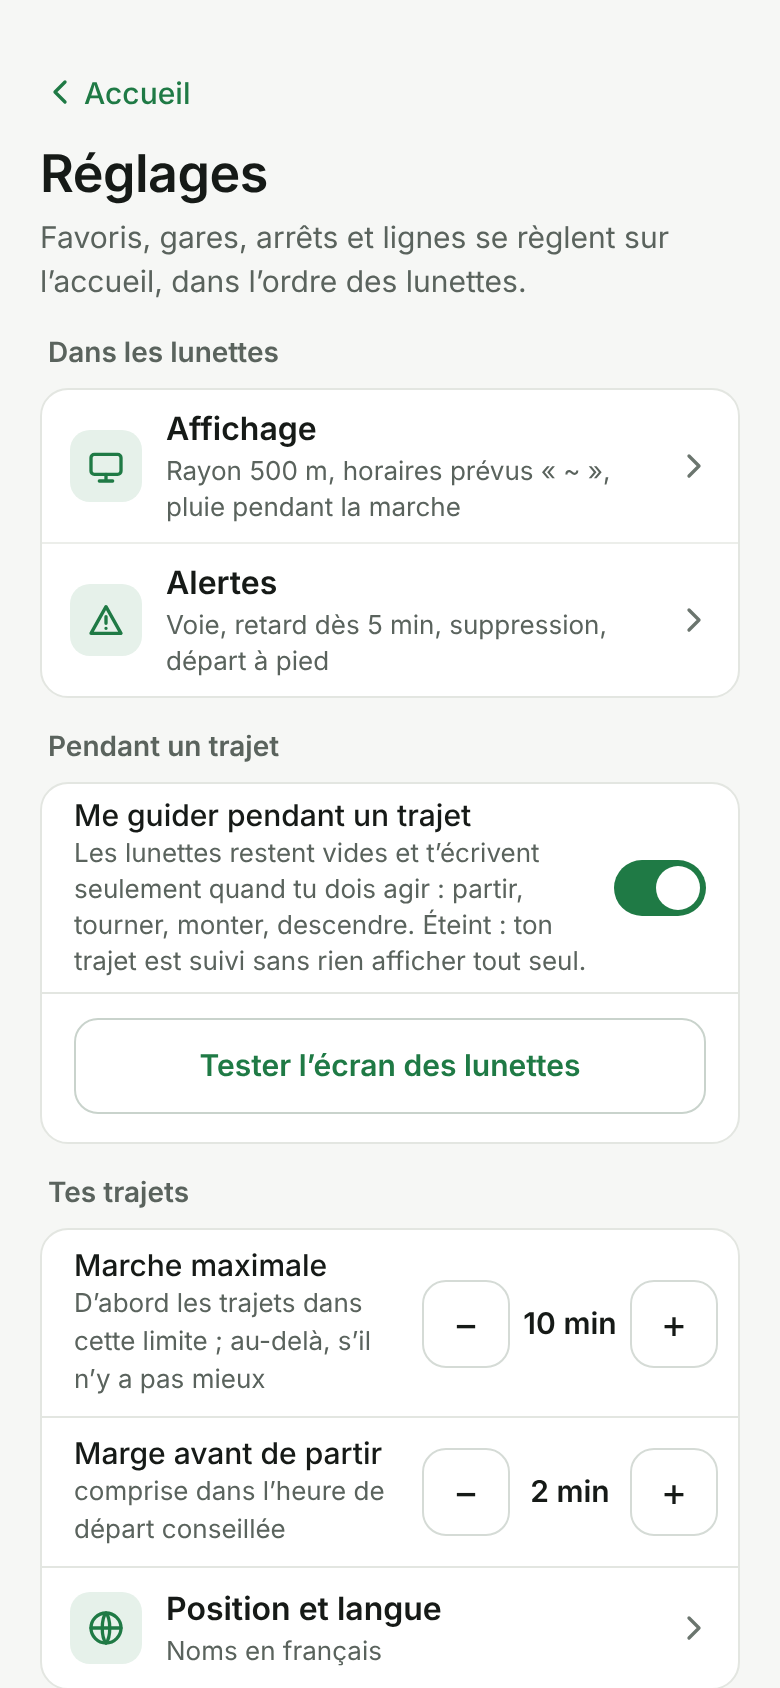 Accueil
Réglages
Favoris, gares, arrêts et lignes se règlent sur
l’accueil, dans l’ordre des lunettes.
Dans les lunettes
Affichage
Rayon 500 m, horaires prévus « ~ »,
pluie pendant la marche
Alertes
Voie, retard dès 5 min, suppression,
départ à pied
Pendant un trajet
Me guider pendant un trajet
Les lunettes restent vides et t’écrivent
seulement quand tu dois agir : partir,
tourner, monter, descendre. Éteint : ton
trajet est suivi sans rien afficher tout seul.
Tester l’écran des lunettes
Tes trajets
Marche maximale
D’abord les trajets dans
cette limite ; au-delà, s’il
n’y a pas mieux
− 10 min +
Marge avant de partir
comprise dans l’heure de
départ conseillée
− 2 min +
Position et langue
Noms en français